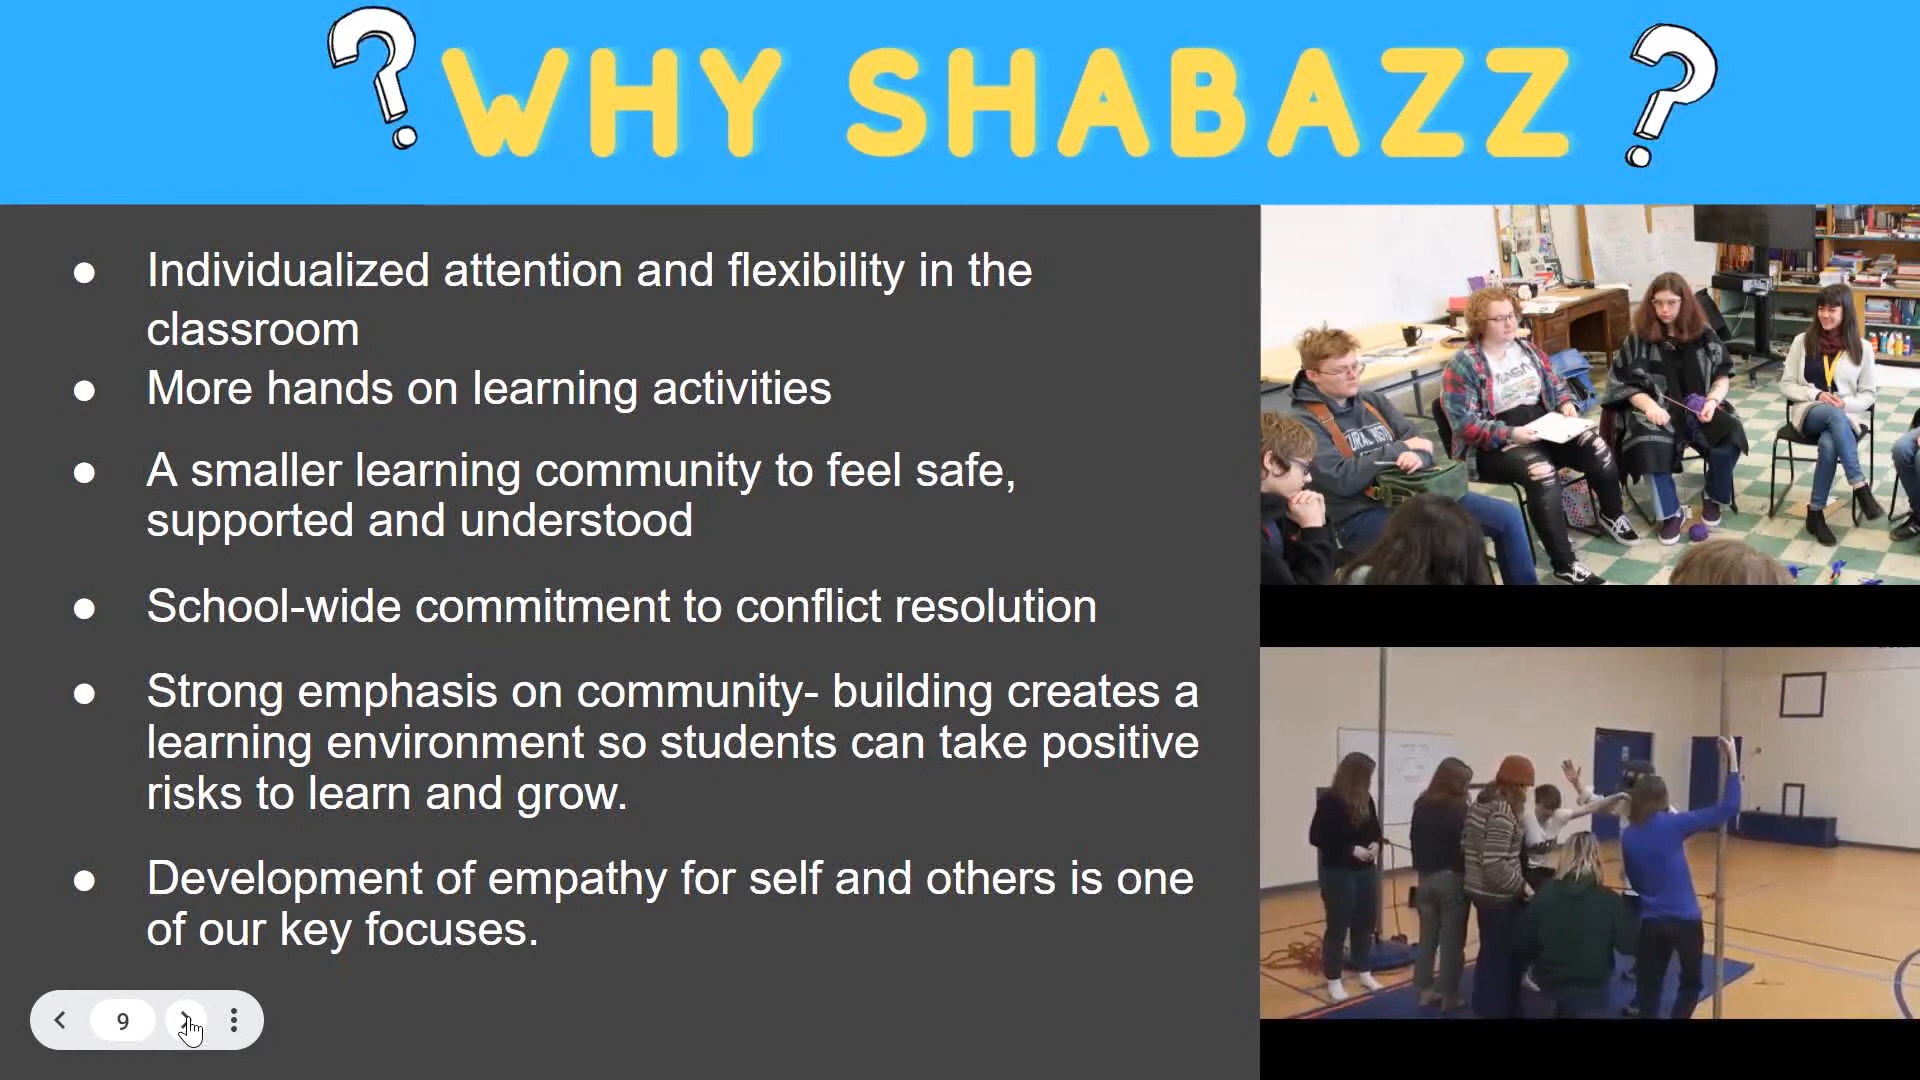 ? WHY SHABAZZ ?
● Individualized attention and flexibility in the
classroom
● More hands on learning activities
● A smaller learning community to feel safe,
supported and understood
● School-wide commitment to conflict resolution
● Strong emphasis on community- building creates a
learning environment so students can take positive
risks to learn and grow.
● Development of empathy for self and others is one
of our key focuses.
9